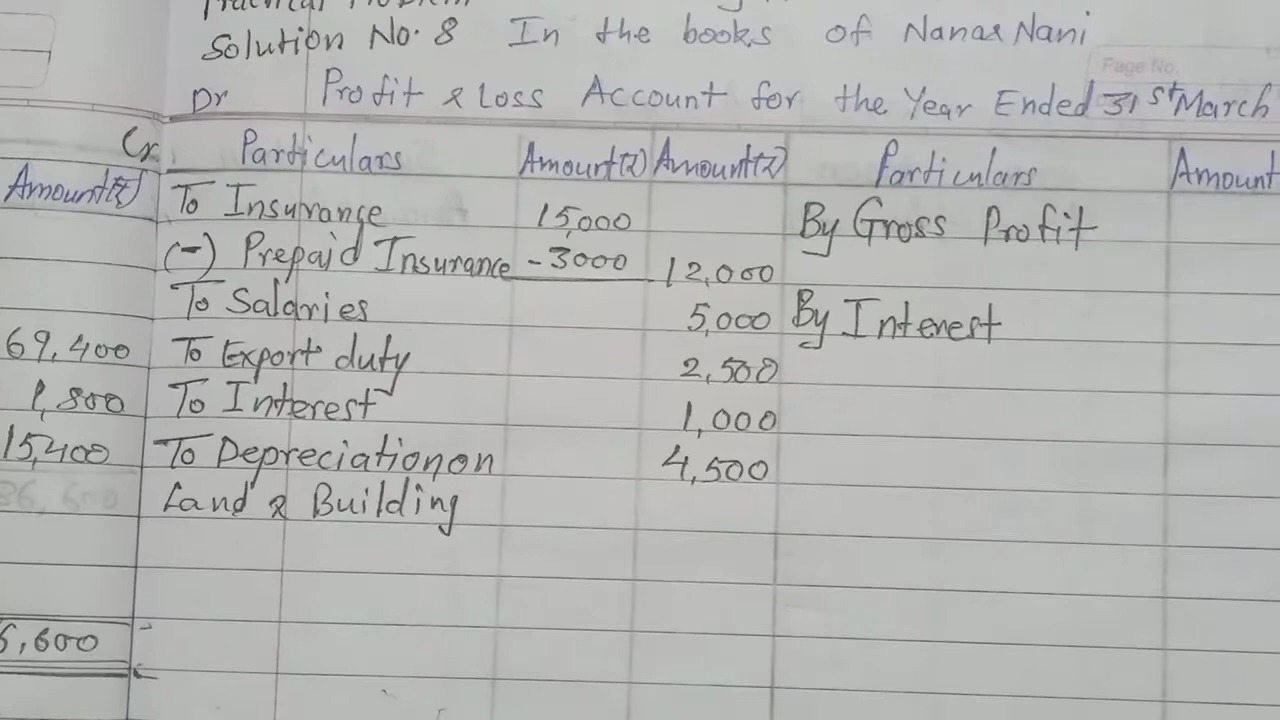 Solution No. 8 In the books of Nana & Nani
Dr Profit & Loss Account for the Year Ended 31st March
Cr
Amount(₹) Particulars Amount(₹) Amount(₹) Particulars Amount
Page No.
To Insurance 15,000 By Gross Profit
(-) Prepaid Insurance - 3000 12,000
To Salaries 5,000 By Interest
69,400 To Export duty 2,500
1,800 To Interest 1,000
15,400 To Depreciation on 4,500
Land & Building
6,600